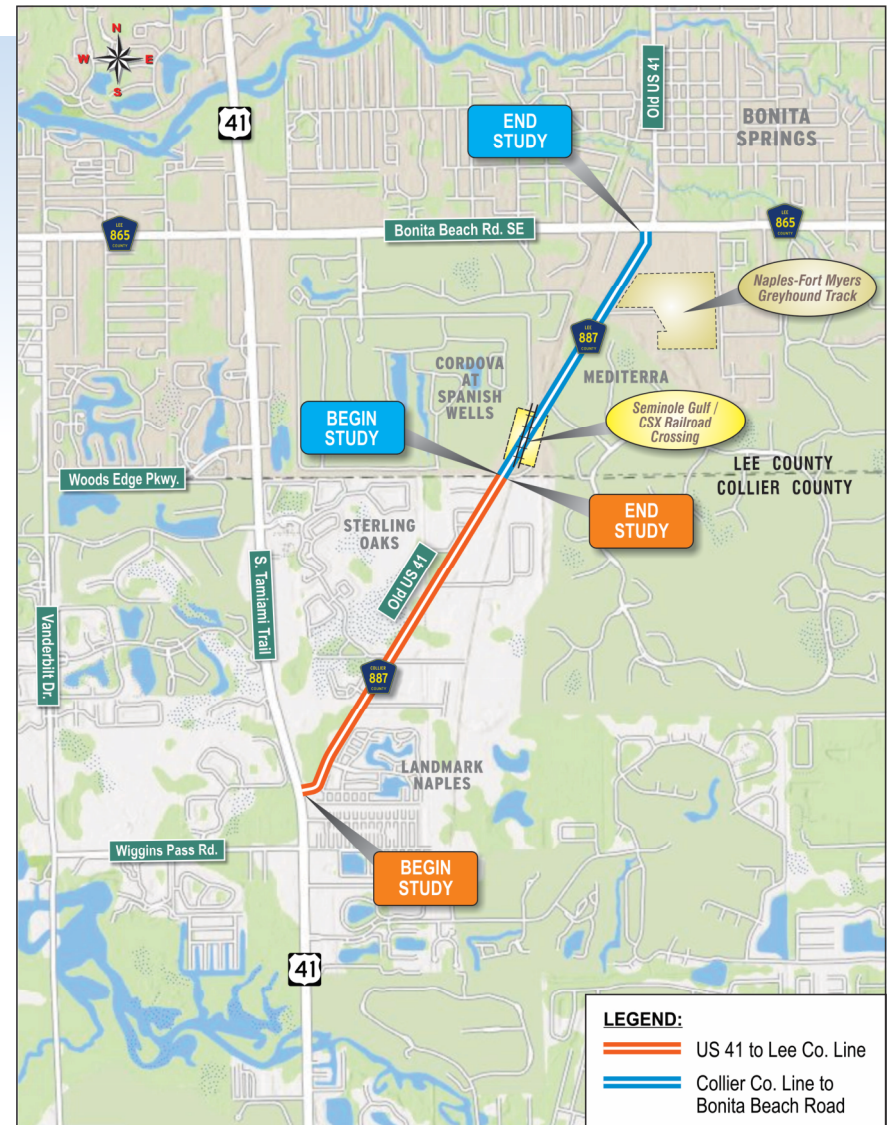 N
W E
S
41
Old US 41
END
STUDY
BONITA
SPRINGS
LEE
865
COUNTY
Bonita Beach Rd. SE
LEE
865
COUNTY
Naples-Fort Myers
Greyhound Track
LEE
887
COUNTY
CORDOVA
AT
SPANISH
WELLS
MEDITERRA
BEGIN
STUDY
Seminole Gulf /
CSX Railroad
Crossing
LEE COUNTY
COLLIER COUNTY
Woods Edge Pkwy.
END
STUDY
STERLING
OAKS
Old US 41
S. Tamiami Trail
Vanderbilt Dr.
COLLIER
887
COUNTY
LANDMARK
NAPLES
Wiggins Pass Rd.
BEGIN
STUDY
41
LEGEND:
US 41 to Lee Co. Line
Collier Co. Line to
Bonita Beach Road